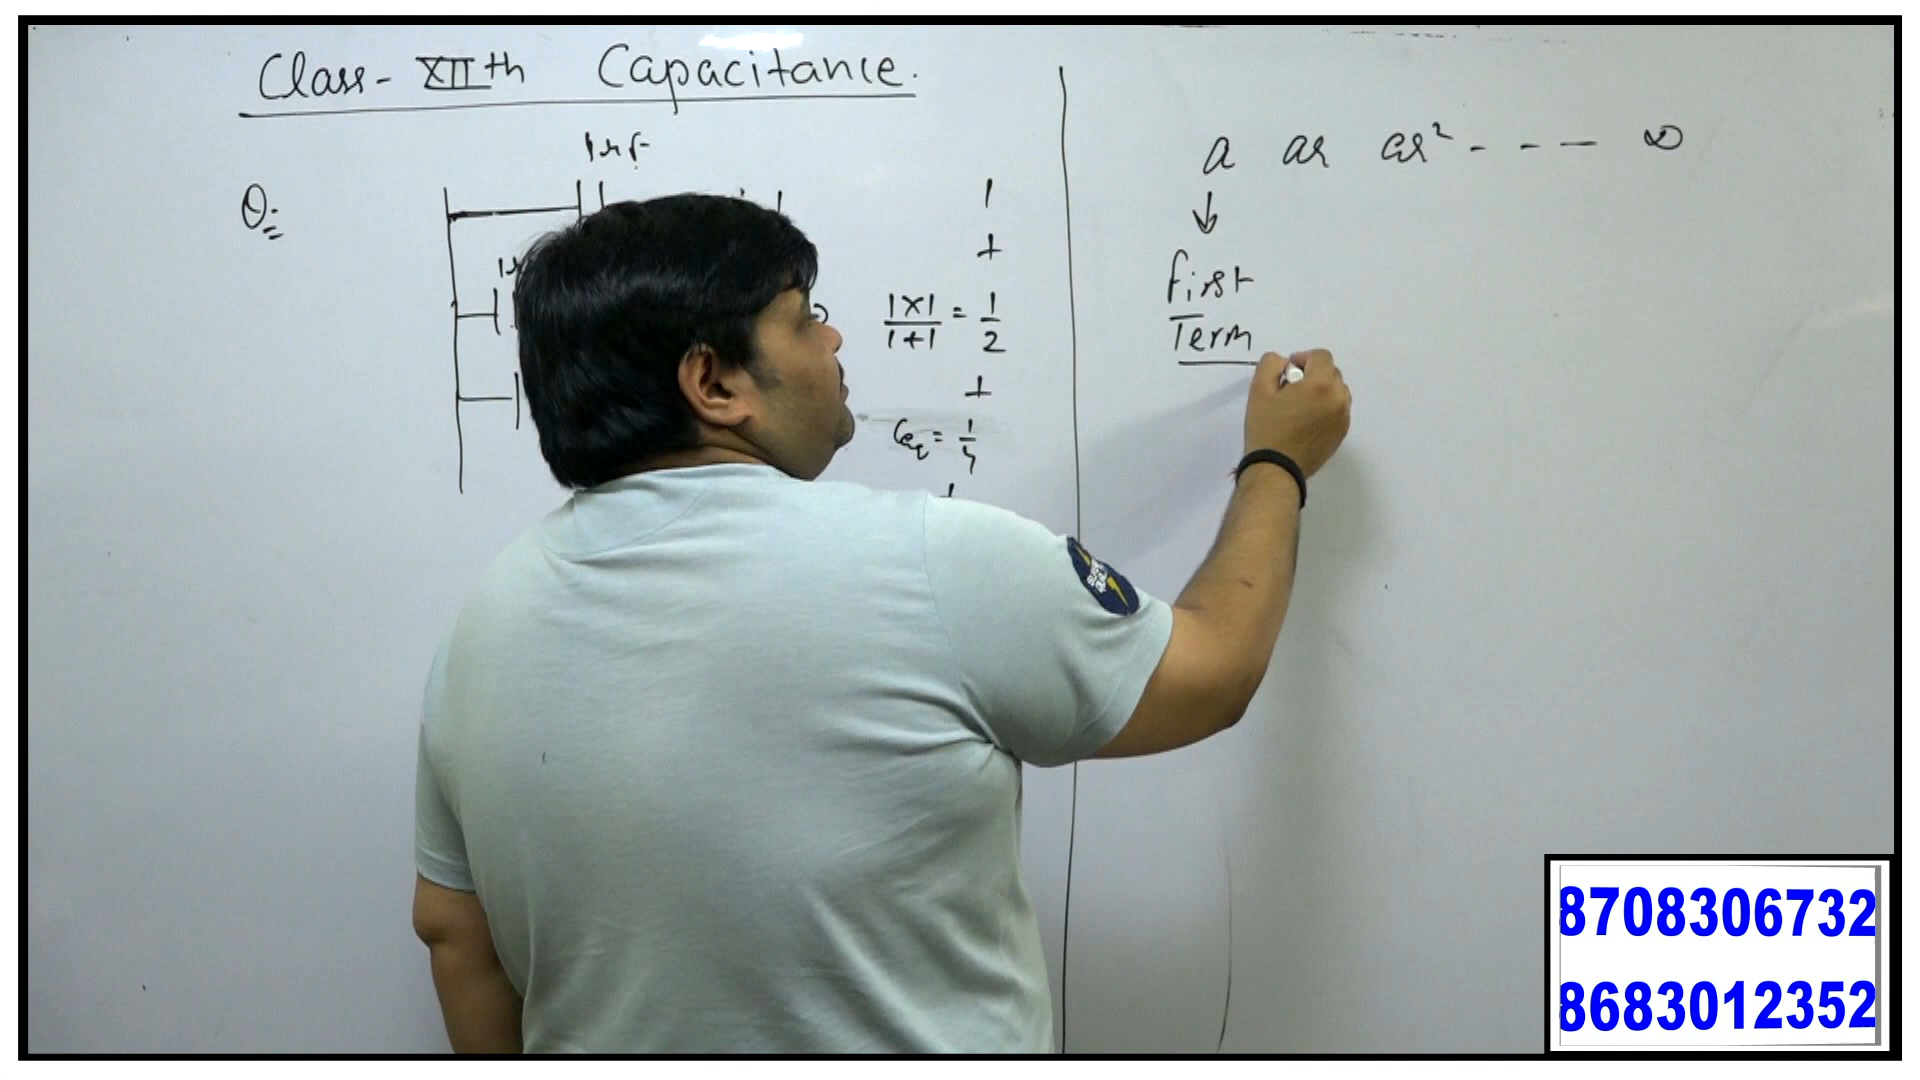 Class- XIIth Capacitance.
Q:
1μF
1
+
1×1/1+1 = 1/2
+
Ceq = 1/4
+
a ar ar² - - - ∞
↓
First
Term
8708306732
8683012352